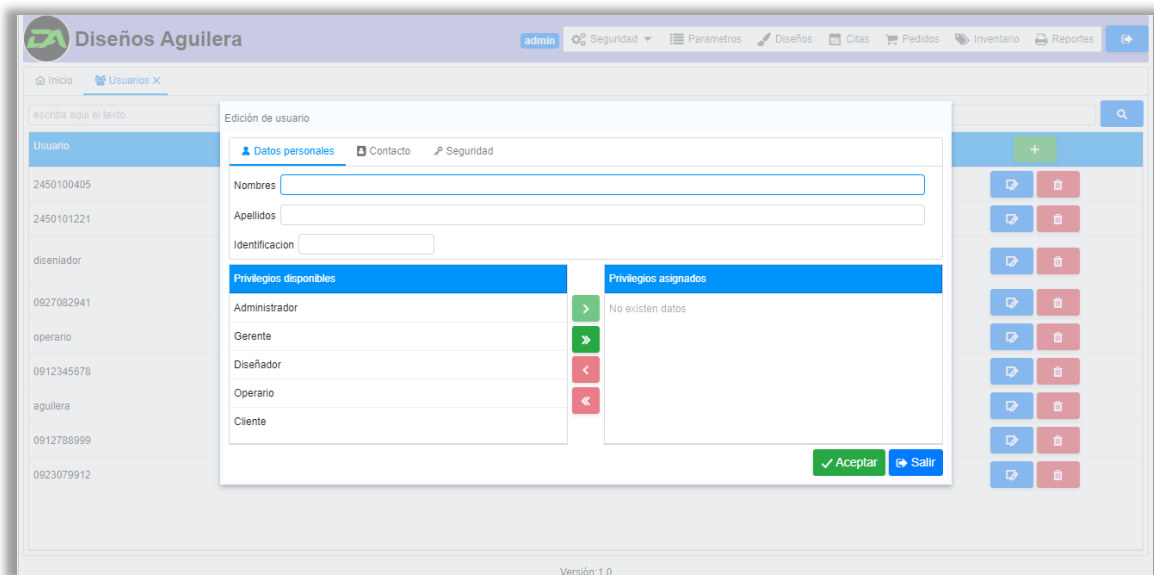 DA Diseños Aguilera admin Seguridad Parametros Diseños Citas Pedidos Inventario Reportes
Inicio Usuarios
escriba aqui el texto...
Usuario
2450100405
2450101221
diseniador
0927082941
operario
0912345678
aguilera
0912788999
0923079912
Edición de usuario
Datos personales Contacto Seguridad
Nombres
Apellidos
Identificacion
Privilegios disponibles Privilegios asignados
Administrador No existen datos
Gerente
Diseñador
Operario
Cliente
Aceptar Salir
Versión:1.0